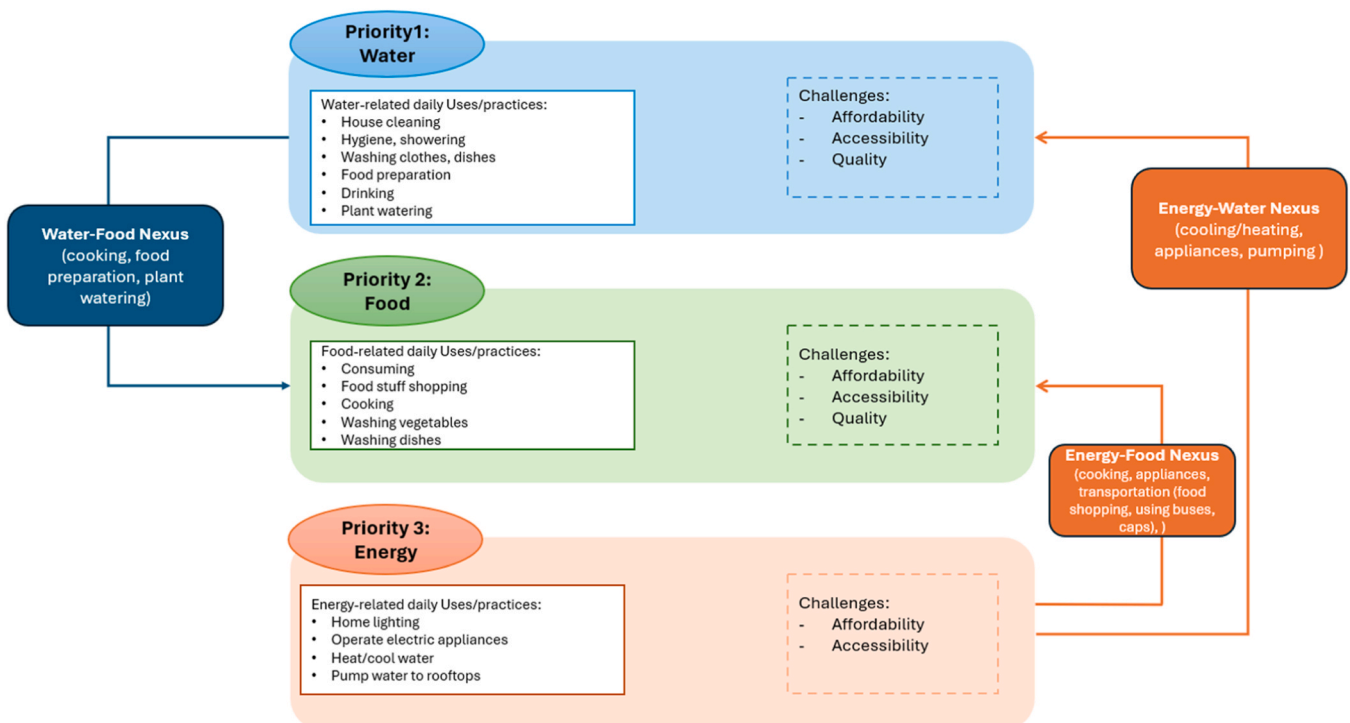 Priority1:
Water
Water-related daily Uses/practices:
• House cleaning
• Hygiene, showering
• Washing clothes, dishes
• Food preparation
• Drinking
• Plant watering
Challenges:
- Affordability
- Accessibility
- Quality
Water-Food Nexus
(cooking, food
preparation, plant
watering)
Energy-Water Nexus
(cooling/heating,
appliances, pumping )
Priority 2:
Food
Food-related daily Uses/practices:
• Consuming
• Food stuff shopping
• Cooking
• Washing vegetables
• Washing dishes
Challenges:
- Affordability
- Accessibility
- Quality
Energy-Food Nexus
(cooking, appliances,
transportation (food
shopping, using buses,
caps), )
Priority 3:
Energy
Energy-related daily Uses/practices:
• Home lighting
• Operate electric appliances
• Heat/cool water
• Pump water to rooftops
Challenges:
- Affordability
- Accessibility